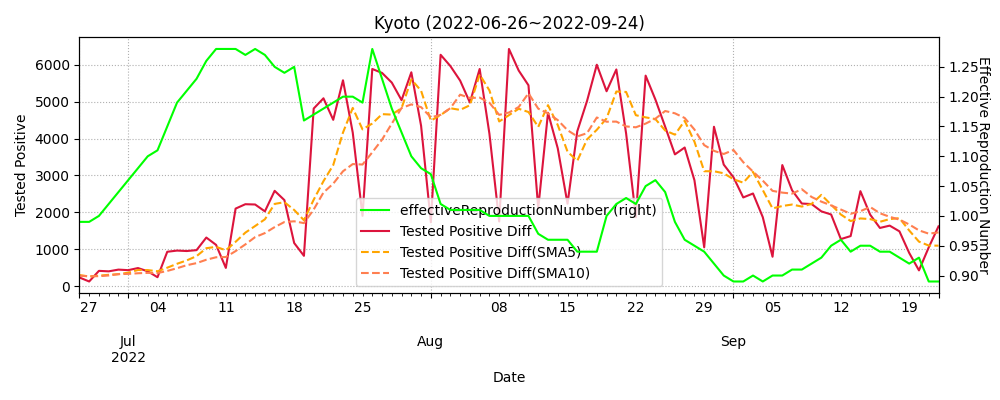 Kyoto (2022-06-26~2022-09-24)
Tested Positive
6000
5000
4000
3000
2000
1000
0
1.25
1.20
1.15
1.10
1.05
1.00
0.95
0.90
Effective Reproduction Number
effectiveReproductionNumber (right)
Tested Positive Diff
Tested Positive Diff(SMA5)
Tested Positive Diff(SMA10)
27 04 11 18 25 08 15 22 29 05 12 19
Jul Aug Sep
2022
Date